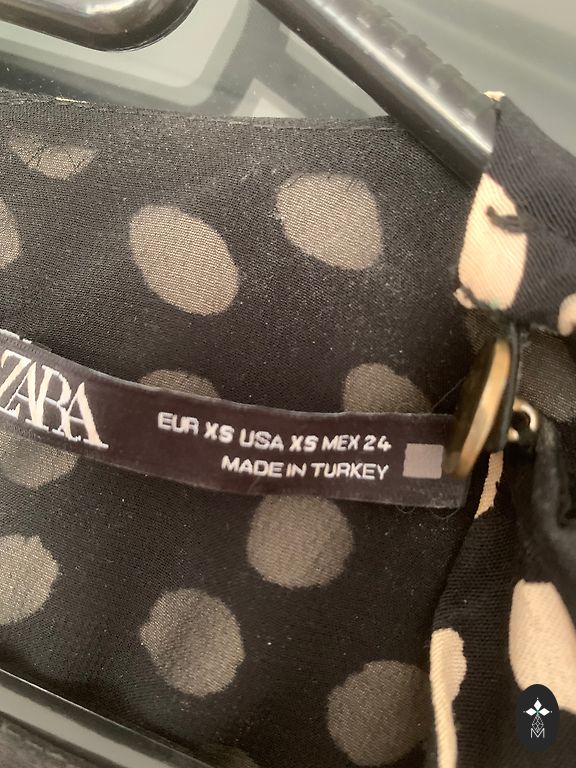 ZARA
EUR XS USA XS MEX 24
MADE IN TURKEY
M